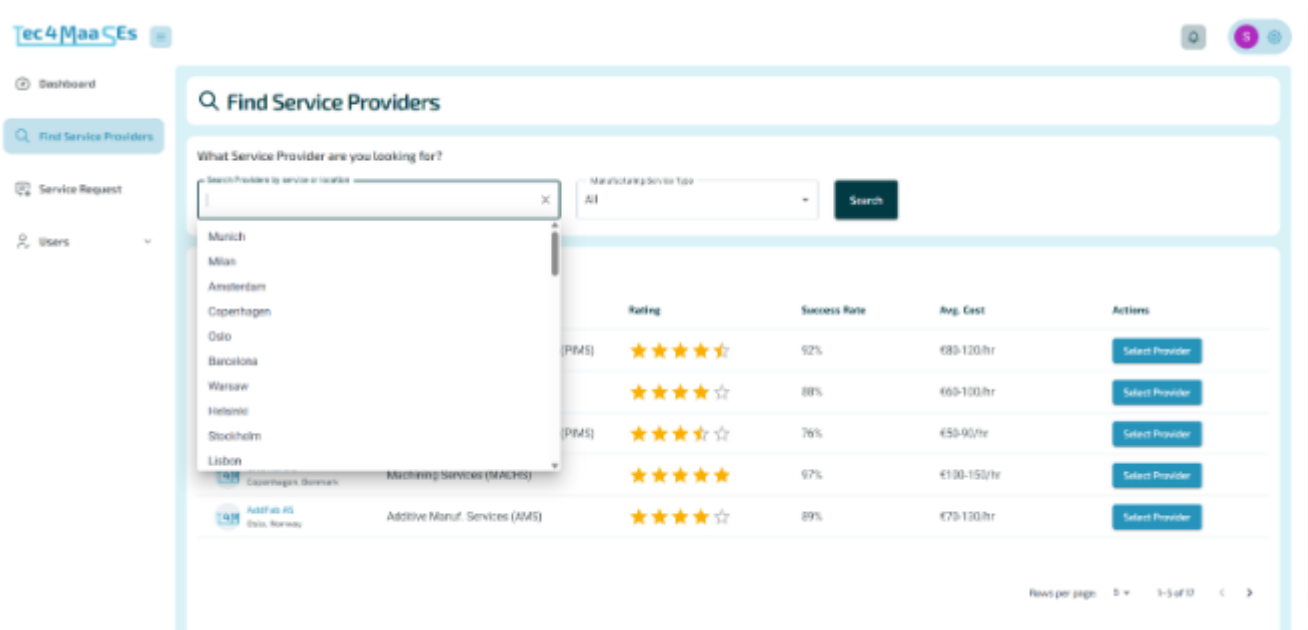 Tec4MaaSEs
S
Dashboard
Find Service Providers
Service Request
Users
Find Service Providers
What Service Provider are you looking for?
Search Providers by service or location
Manufacturing Service Type
All
Search
Munich
Milan
Amsterdam
Copenhagen
Oslo
Barcelona
Warsaw
Helsinki
Stockholm
Lisbon
Rating Success Rate Avg. Cost Actions
(PIMS) 92% €80-120/hr Select Provider
88% €60-100/hr Select Provider
(PIMS) 76% €50-90/hr Select Provider
T4M Copenhagen, Denmark Machining Services (MACHS) 97% €100-150/hr Select Provider
T4M AddFab AS
Oslo, Norway Additive Manuf. Services (AMS) 89% €70-130/hr Select Provider
Rows per page: 5 1-5 of 17